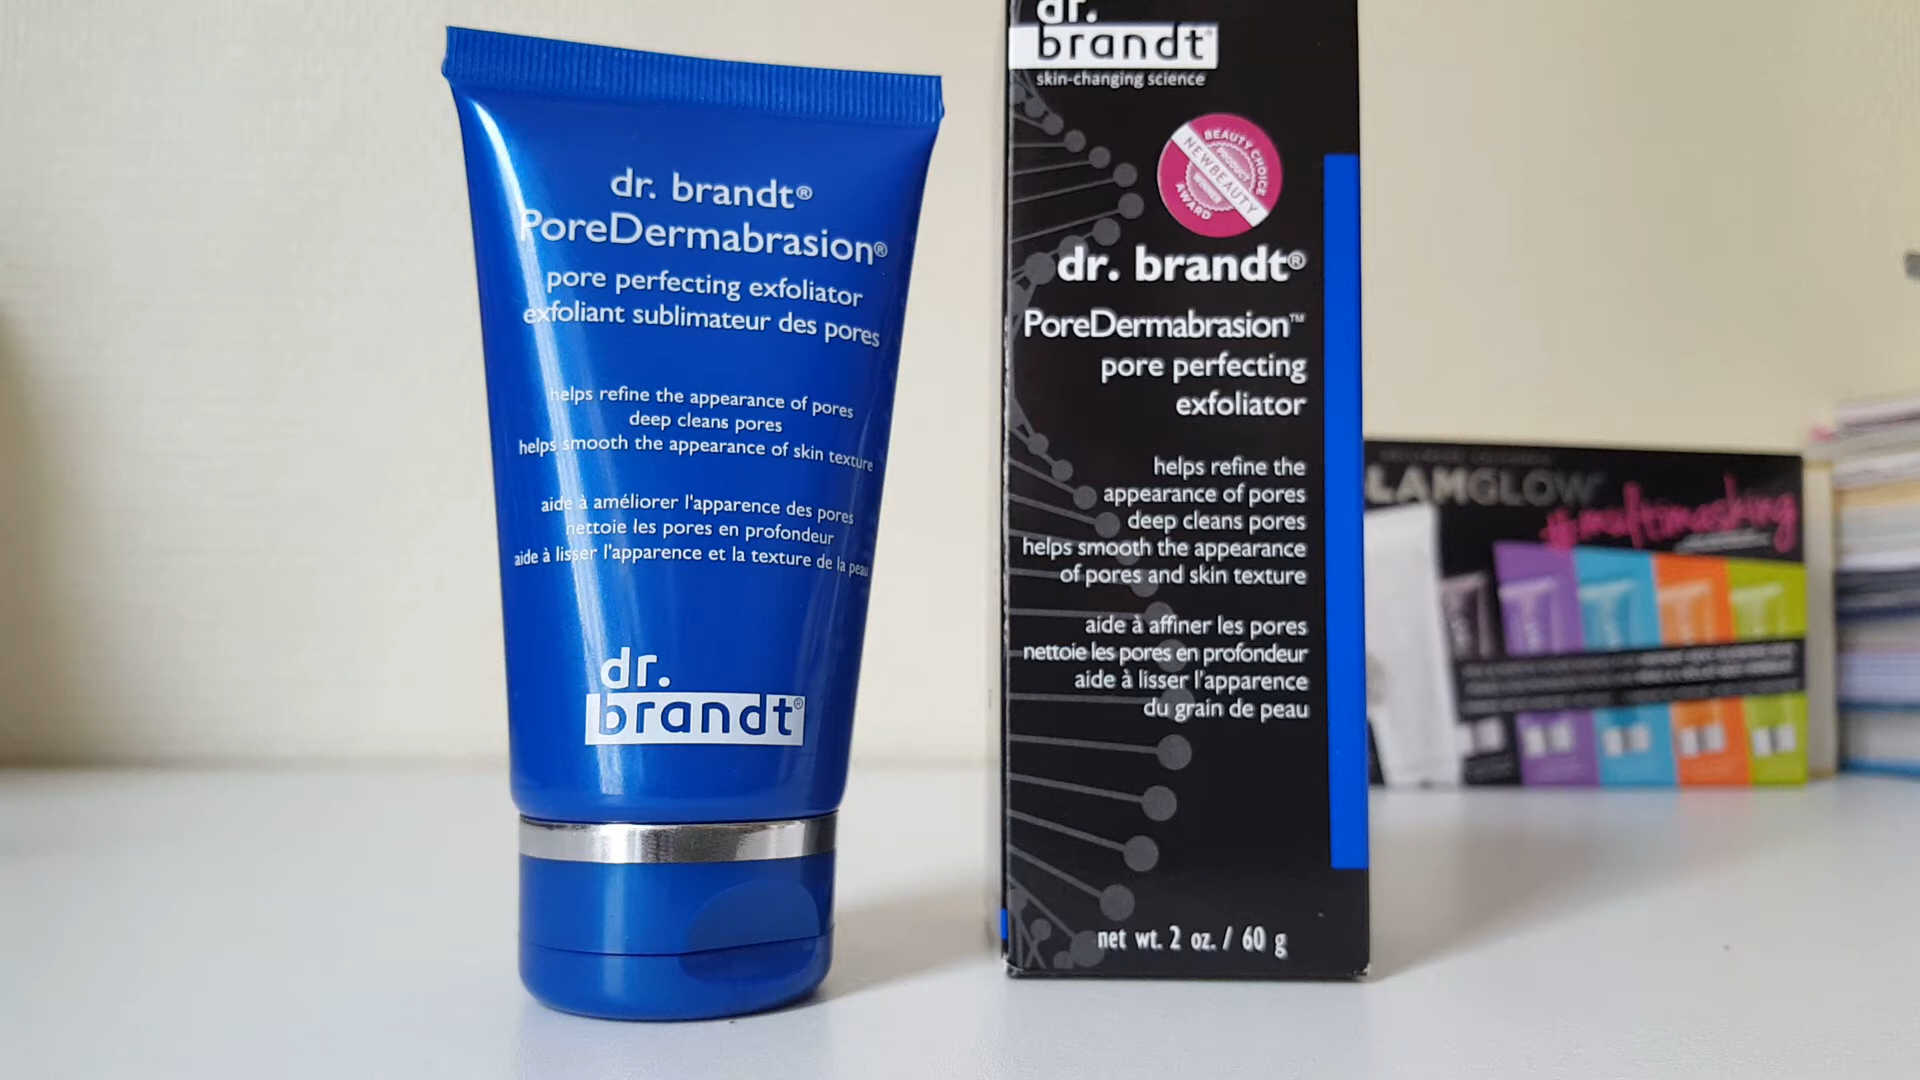 dr. brandt®
PoreDermabrasion®
pore perfecting exfoliator
exfoliant sublimateur des pores
helps refine the appearance of pores
deep cleans pores
helps smooth the appearance of skin texture
aide à améliorer l'apparence des pores
nettoie les pores en profondeur
aide à lisser l'apparence et la texture de la peau
dr.
brandt®
dr.
brandt®
skin-changing science
BEAUTY CHOICE
NEWBEAUTY
PRODUCT
WINNER
AWARD
dr. brandt®
PoreDermabrasion™
pore perfecting
exfoliator
helps refine the
appearance of pores
deep cleans pores
helps smooth the appearance
of pores and skin texture
aide à affiner les pores
nettoie les pores en profondeur
aide à lisser l'apparence
du grain de peau
net wt. 2 oz. / 60 g
LAMGLOW
#multimasking